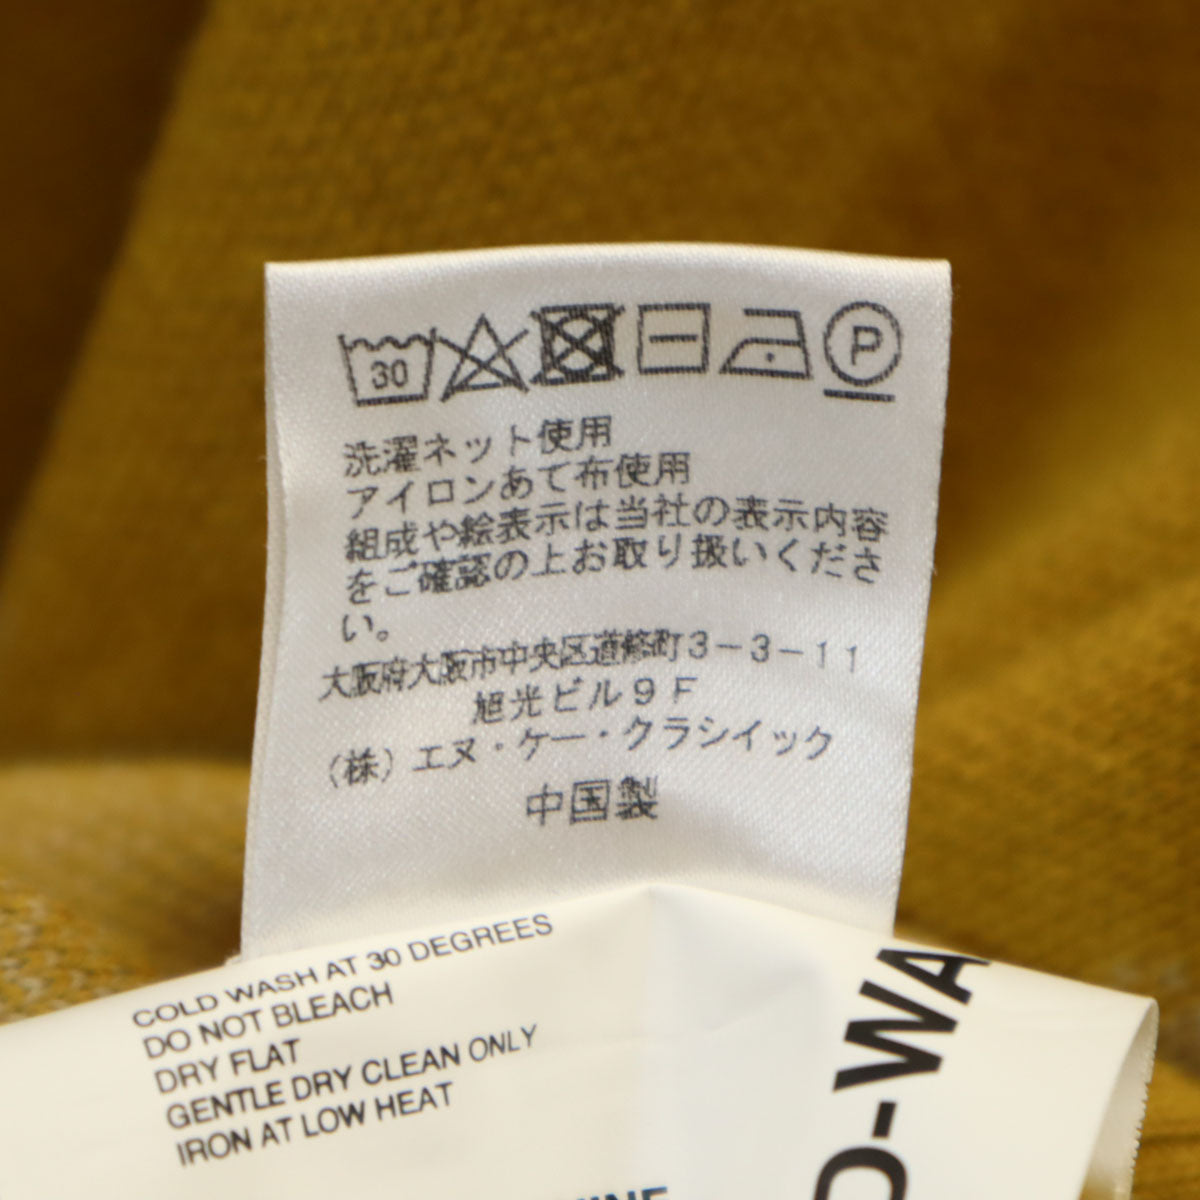 30 P
洗濯ネット使用
アイロンあて布使用
組成や絵表示は当社の表示内容
をご確認の上お取り扱いくださ
い。
大阪府大阪市中央区道修町3-3-11
旭光ビル9F
(株)エヌ・ケー・クラシイック
中国製
COLD WASH AT 30 DEGREES
DO NOT BLEACH
DRY FLAT
GENTLE DRY CLEAN ONLY
IRON AT LOW HEAT
D-WA